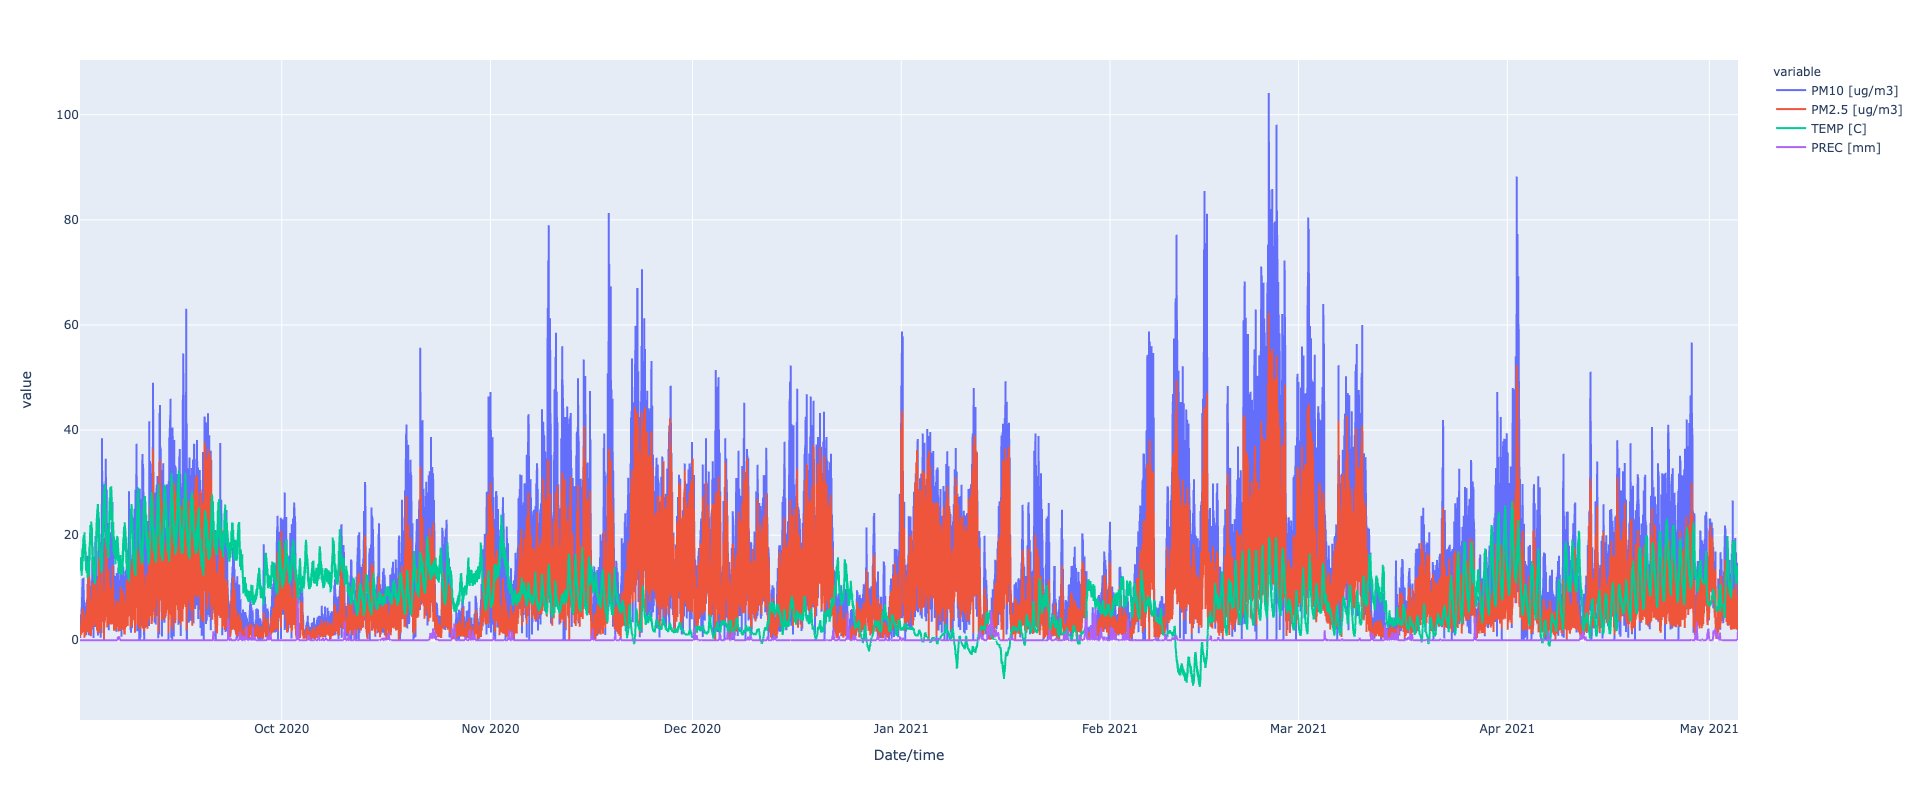 variable
PM10 [ug/m3]
PM2.5 [ug/m3]
TEMP [C]
PREC [mm]
value
100
80
60
40
20
0
Oct 2020 Nov 2020 Dec 2020 Jan 2021 Feb 2021 Mar 2021 Apr 2021 May 2021
Date/time